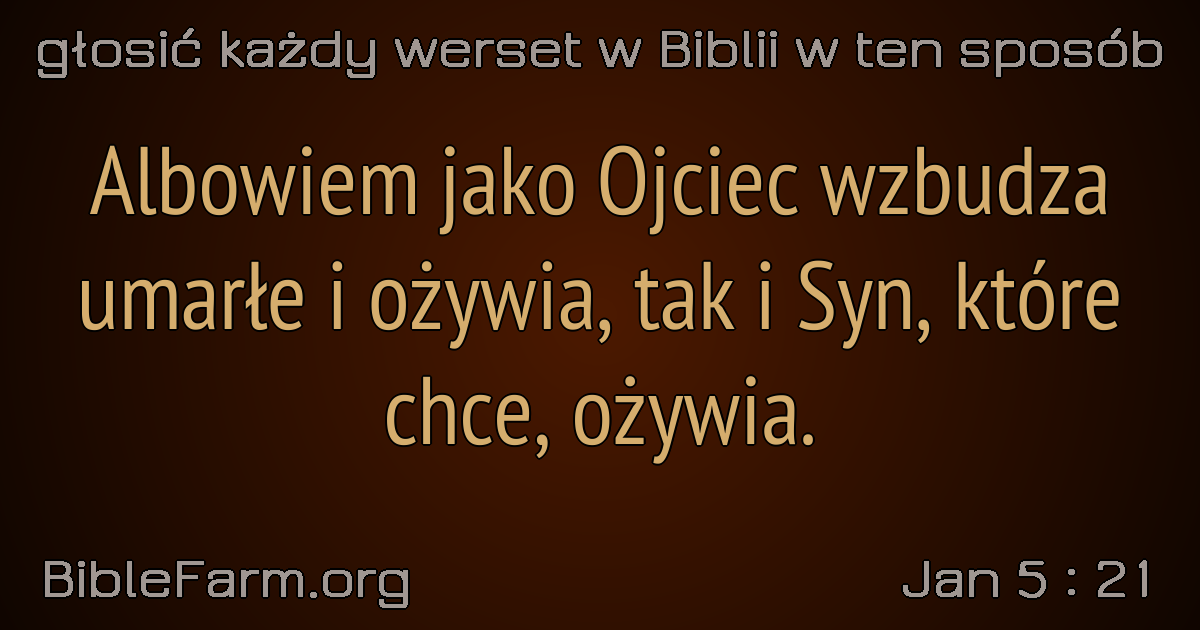 głosić każdy werset w Biblii w ten sposób
Albowiem jako Ojciec wzbudza
umarłe i ożywia, tak i Syn, które
chce, ożywia.
BibleFarm.org
Jan 5 : 21